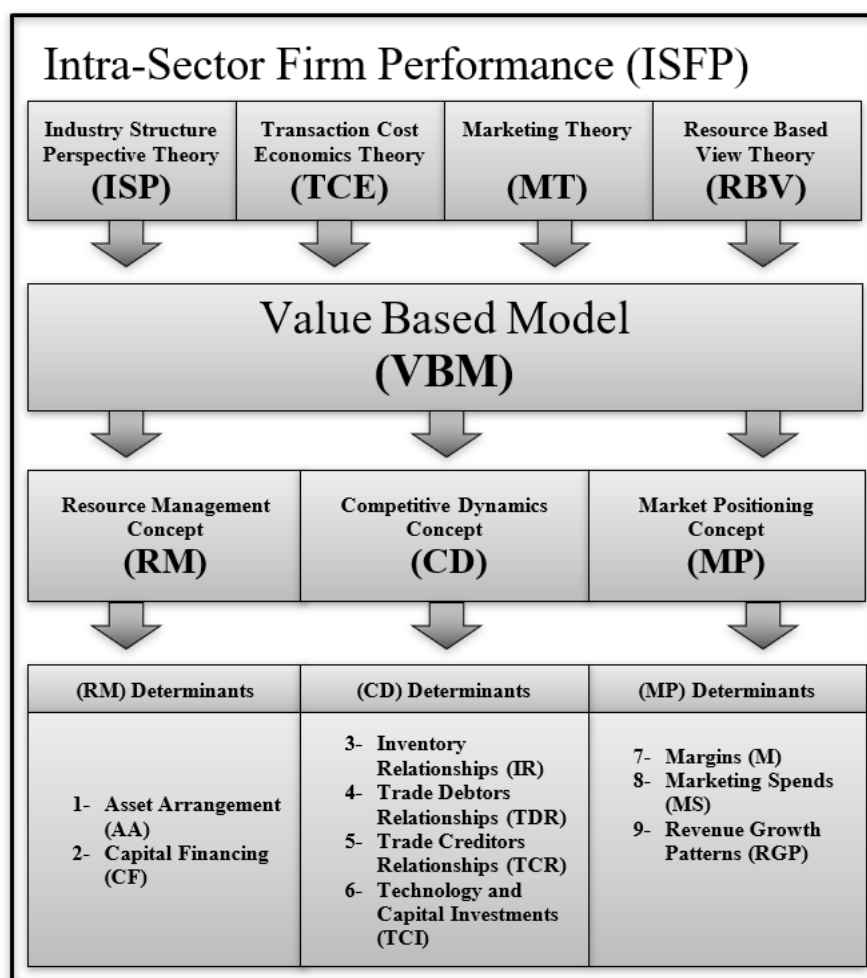 Intra-Sector Firm Performance (ISFP)
Industry Structure
Perspective Theory
(ISP)
Transaction Cost
Economics Theory
(TCE)
Marketing Theory
(MT)
Resource Based
View Theory
(RBV)
Value Based Model
(VBM)
Resource Management
Concept
(RM)
Competitive Dynamics
Concept
(CD)
Market Positioning
Concept
(MP)
(RM) Determinants
1- Asset Arrangement
(AA)
2- Capital Financing
(CF)
(CD) Determinants
3- Inventory
Relationships (IR)
4- Trade Debtors
Relationships (TDR)
5- Trade Creditors
Relationships (TCR)
6- Technology and
Capital Investments
(TCI)
(MP) Determinants
7- Margins (M)
8- Marketing Spends
(MS)
9- Revenue Growth
Patterns (RGP)